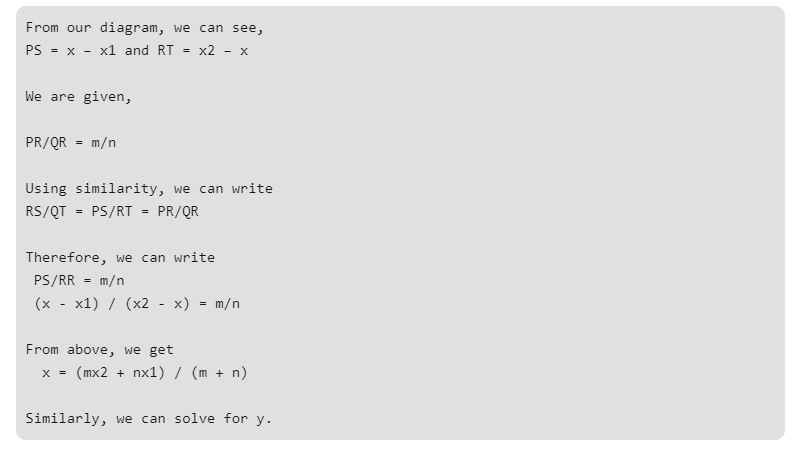 From our diagram, we can see,
PS = x – x1 and RT = x2 – x
We are given,
PR/QR = m/n
Using similarity, we can write
RS/QT = PS/RT = PR/QR
Therefore, we can write
PS/RR = m/n
(x - x1) / (x2 - x) = m/n
From above, we get
x = (mx2 + nx1) / (m + n)
Similarly, we can solve for y.